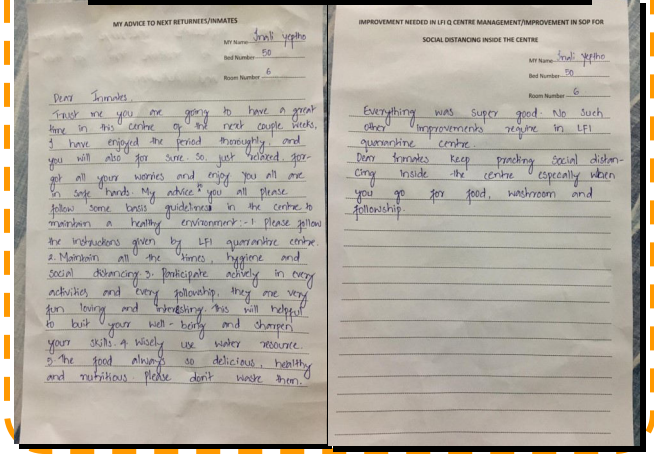 MY ADVICE TO NEXT RETURNEES/INMATES
MY Name Inali Yeptho
Bed Number 50
Room Number 6
Dear Inmates,
Trust me you are going to have a great
time in this centre of the next couple weeks,
I have enjoyed the period thoroughly, and
you will also for sure. So, just relaxed, for-
got all your worries and enjoy you all are
in safe hands. My advice you all please
follow some basis guidelines in the centre to
maintain a healthy environment:- 1. Please follow
the instructions given by LFI quarantine centre.
2. Maintain all the times, hygiene and
social distancing 3. Participate actively in every
activities and every fellowship, they are very
fun loving and interesting, this will helpful
to buit your well-being and sharpen
your skills. 4 Wisely use water resource
5. The food always so delicious, healthy
and nutritious. Please don't waste them.
IMPROVEMENT NEEDED IN LFI Q CENTRE MANAGEMENT/IMPROVEMENT IN SOP FOR
SOCIAL DISTANCING INSIDE THE CENTRE
MY Name Inali Yeptho
Bed Number 50
Room Number 6
Everything was super good. No such
other improvements require in LFI
quarantine centre.
Dear Inmates keep practing social distan-
cing inside the centre especally when
you go for food, washroom and
fellowship.